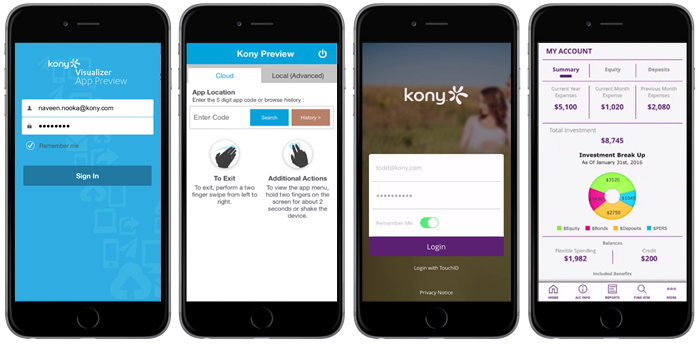 kony
Visualizer
App Preview
naveen.nooka@kony.com
Remember me
Sign In
Kony Preview
Cloud
Local (Advanced)
App Location
Enter the 5 digit app code or browse history :
Enter Code
Search
History >
To Exit
To exit, perform a two
finger swipe from left to
right.
Additional Actions
To view the app menu,
hold two fingers on the
screen for about 2
seconds or shake the
device.
kony
todd@kony.com
**********
Remember Me
Login
Login with TouchID
Privacy Notice
MY ACCOUNT
Summary
Equity
Deposits
Current Year
Expenses
$5,100
Current Month
Expense
$1,020
Previous Month
Expenses
$2,080
Total Investment
$8,745
Investment Break Up
As Of January 31st, 2016
$3520
$2750
$Equity
$Bonds
$Deposits
$PERS
Balances
Flexible Spending
$1,982
Credit
$200
Included Benefits
HOME
A/C INFO
REPORTS
FIND ATM
MORE